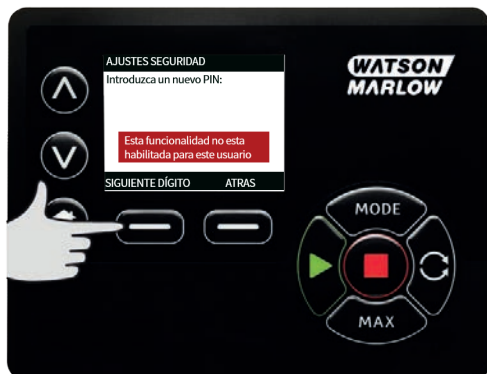 AJUSTES SEGURIDAD
Introduzca un nuevo PIN:
Esta funcionalidad no esta
habilitada para este usuario
SIGUIENTE DÍGITO ATRAS
WATSON
MARLOW
MODE
MAX